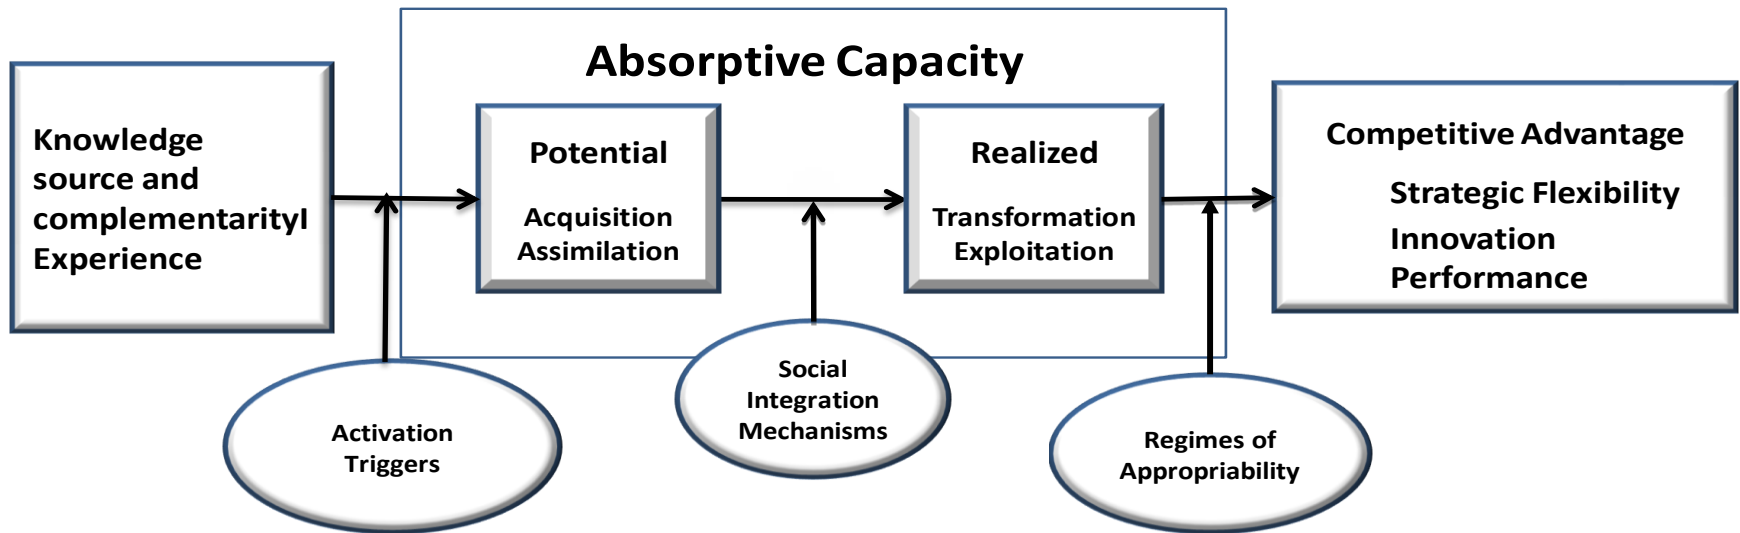 Absorptive Capacity
Knowledge
source and
complementarityI
Experience
Potential
Acquisition
Assimilation
Realized
Transformation
Exploitation
Competitive Advantage
Strategic Flexibility
Innovation
Performance
Activation
Triggers
Social
Integration
Mechanisms
Regimes of
Appropriability